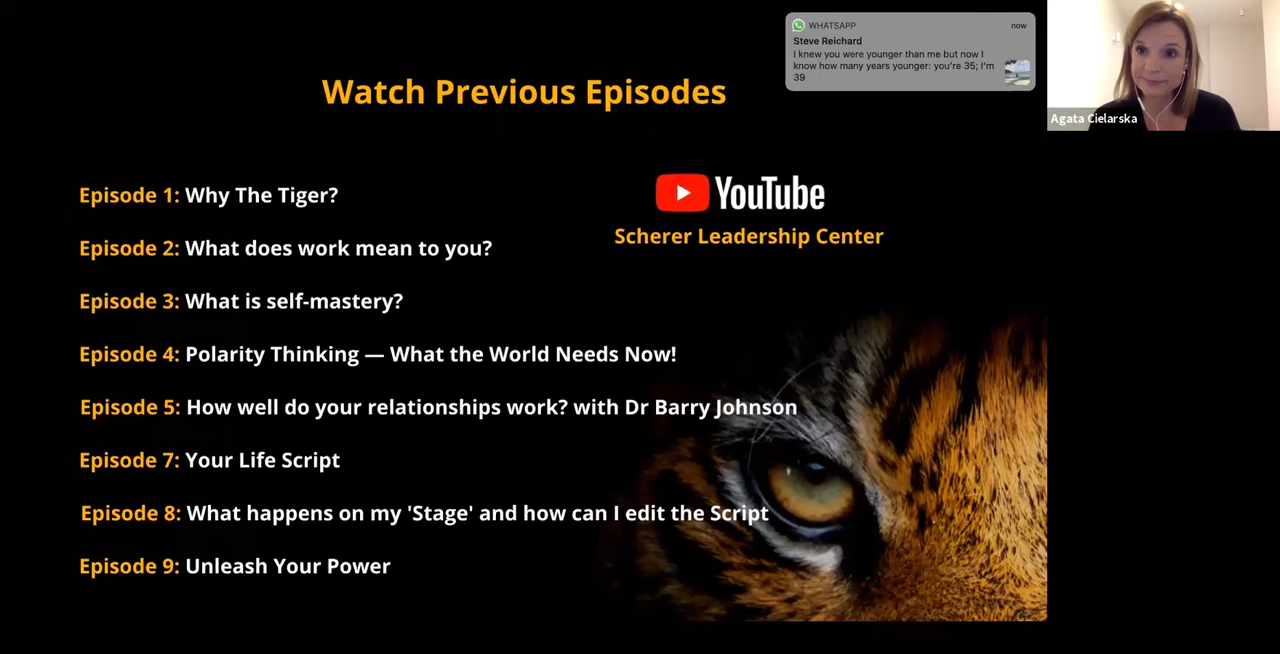 WHATSAPP now
Steve Reichard
I knew you were younger than me but now I
know how many years younger: you're 35; I'm
39
Watch Previous Episodes
Agata Cielarska
Episode 1: Why The Tiger?
YouTube
Scherer Leadership Center
Episode 2: What does work mean to you?
Episode 3: What is self-mastery?
Episode 4: Polarity Thinking — What the World Needs Now!
Episode 5: How well do your relationships work? with Dr Barry Johnson
Episode 7: Your Life Script
Episode 8: What happens on my 'Stage' and how can I edit the Script
Episode 9: Unleash Your Power